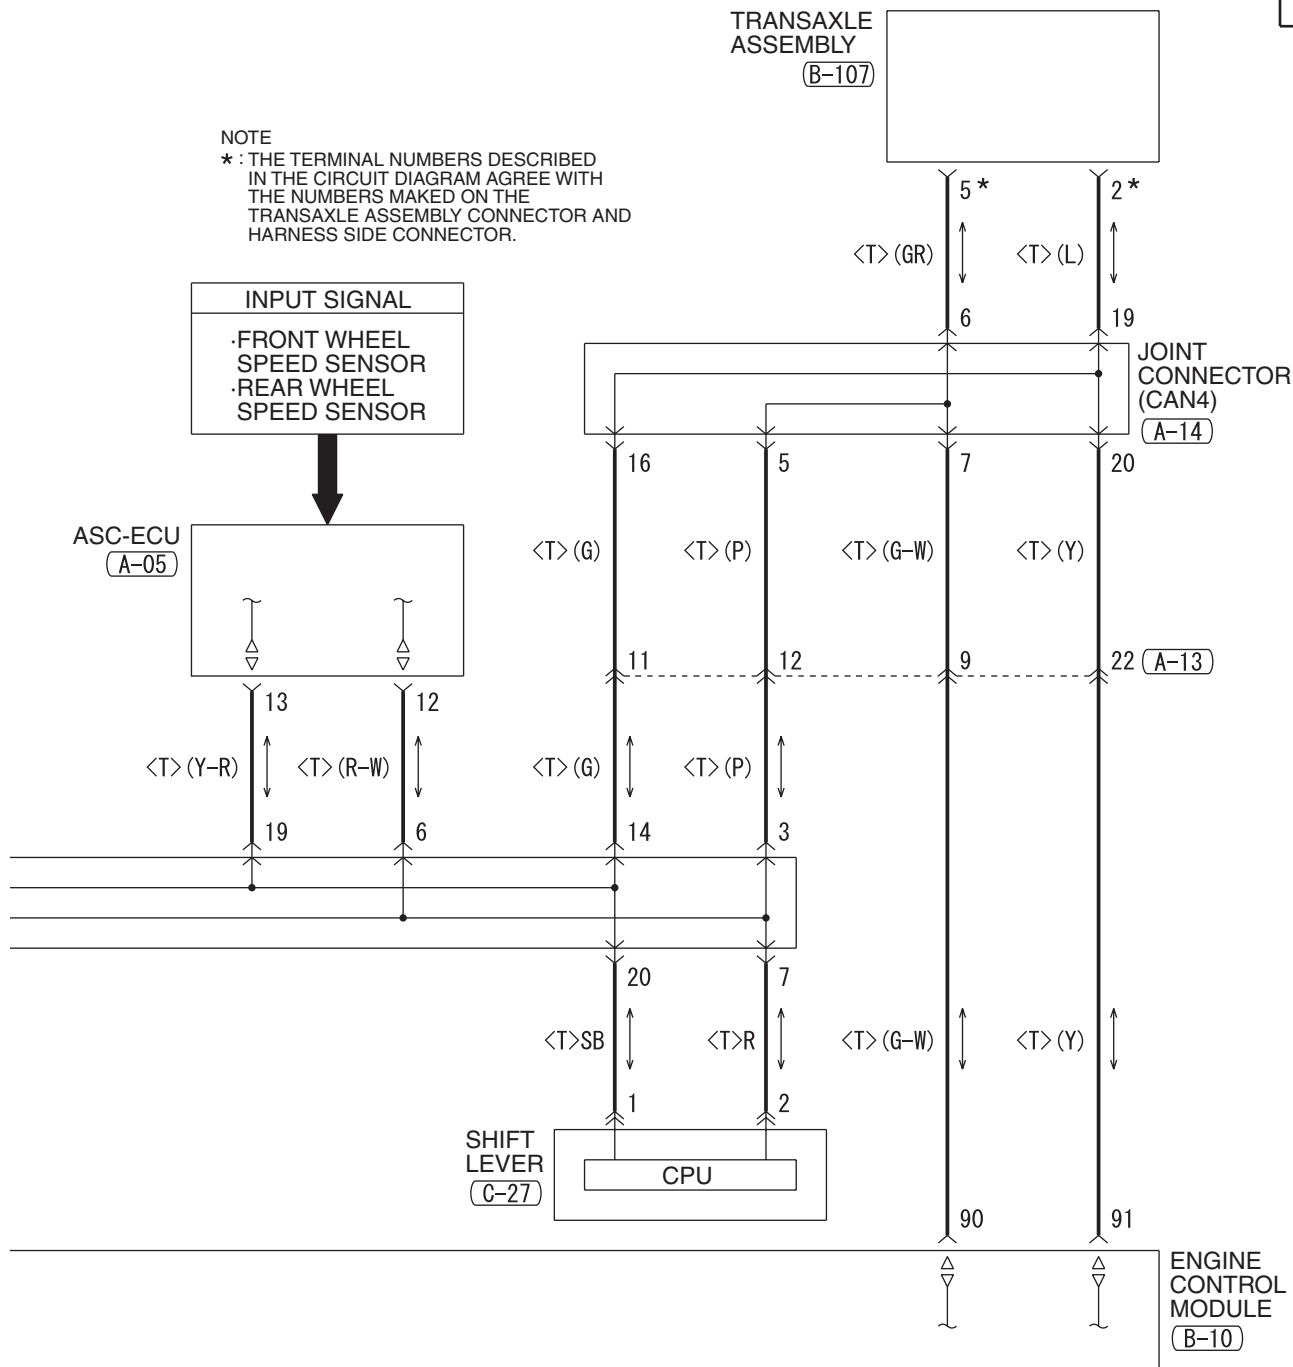 TRANSAXLE
ASSEMBLY
B-107
NOTE
* : THE TERMINAL NUMBERS DESCRIBED
IN THE CIRCUIT DIAGRAM AGREE WITH
THE NUMBERS MAKED ON THE
TRANSAXLE ASSEMBLY CONNECTOR AND
HARNESS SIDE CONNECTOR.
5 * 2 *
<T>(GR) <T>(L)
6 19
INPUT SIGNAL
·FRONT WHEEL
SPEED SENSOR
·REAR WHEEL
SPEED SENSOR
JOINT
CONNECTOR
(CAN4)
A-14
16 5 7 20
ASC-ECU
A-05
<T>(G) <T>(P) <T>(G-W) <T>(Y)
11 12 9 22 A-13
13 12
<T>(Y-R) <T>(R-W) <T>(G) <T>(P)
19 6 14 3
20 7
<T>SB <T>R <T>(G-W) <T>(Y)
1 2
SHIFT
LEVER
C-27
CPU
90 91
ENGINE
CONTROL
MODULE
B-10